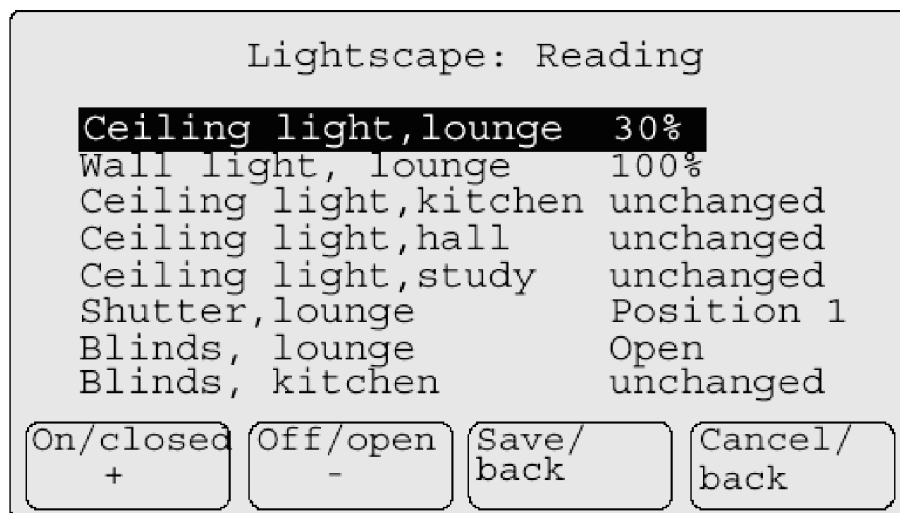 Lightscape: Reading
Ceiling light,lounge 30%
Wall light, lounge 100%
Ceiling light,kitchen unchanged
Ceiling light,hall unchanged
Ceiling light,study unchanged
Shutter,lounge Position 1
Blinds, lounge Open
Blinds, kitchen unchanged
On/closed
+
Off/open
-
Save/
back
Cancel/
back